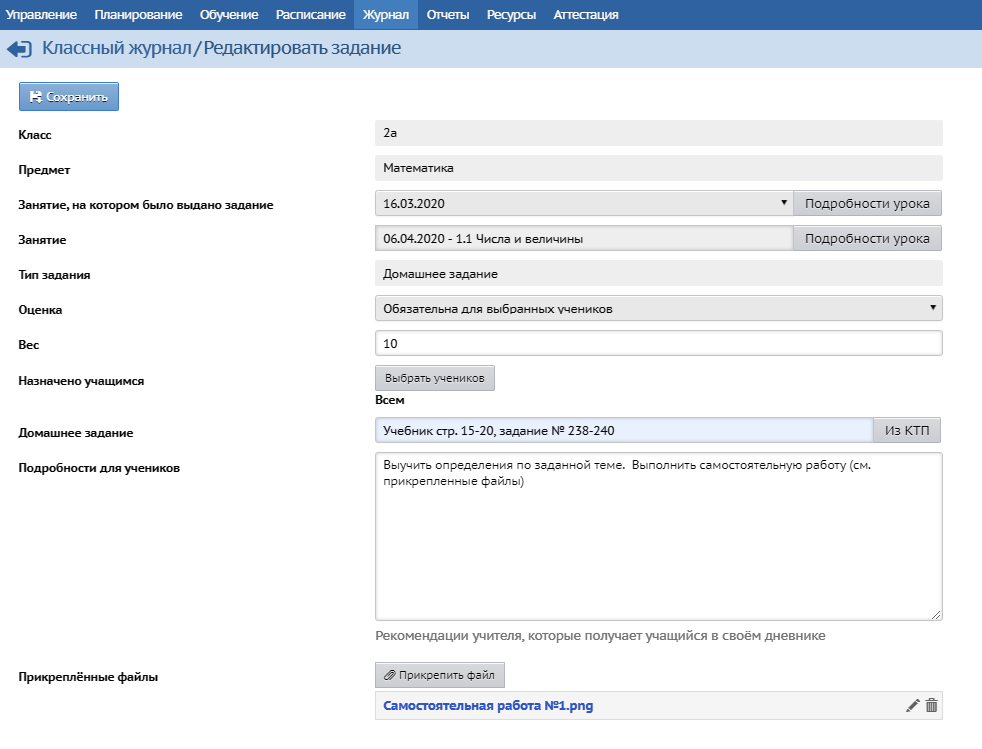 Управление Планирование Обучение Расписание Журнал Отчеты Ресурсы Аттестация
Классный журнал/Редактировать задание
Сохранить
Класс 2а
Предмет Математика
Занятие, на котором было выдано задание 16.03.2020 Подробности урока
Занятие 06.04.2020 - 1.1 Числа и величины Подробности урока
Тип задания Домашнее задание
Оценка Обязательна для выбранных учеников
Вес 10
Назначено учащимся Выбрать учеников
Всем
Домашнее задание Учебник стр. 15-20, задание № 238-240 Из КТП
Подробности для учеников Выучить определения по заданной теме. Выполнить самостоятельную работу (см.
прикрепленные файлы)
Рекомендации учителя, которые получает учащийся в своём дневнике
Прикреплённые файлы Прикрепить файл
Самостоятельная работа №1.png